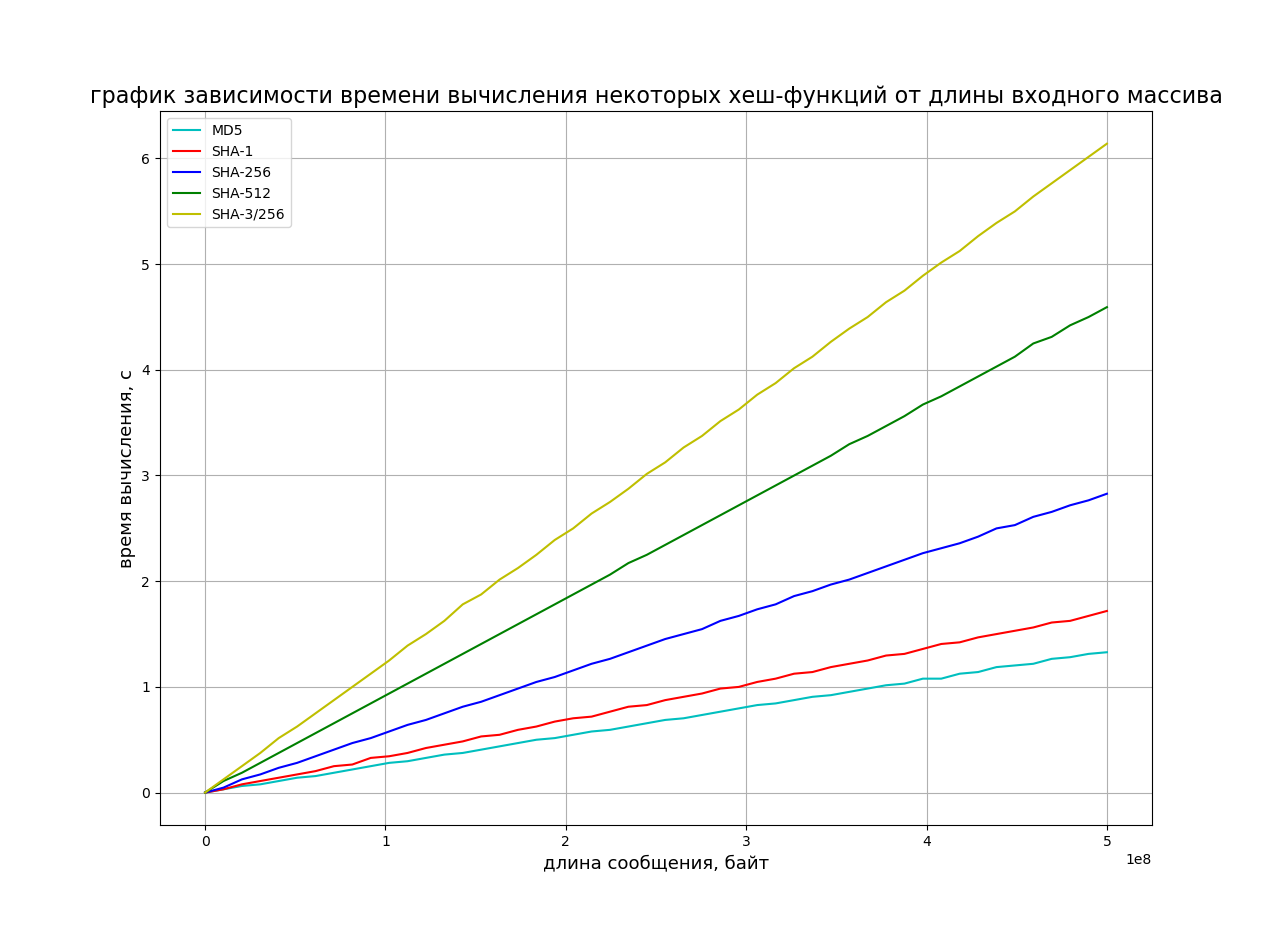 график зависимости времени вычисления некоторых хеш-функций от длины входного массива
MD5
SHA-1
SHA-256
SHA-512
SHA-3/256
время вычисления, с
6
5
4
3
2
1
0
0 1 2 3 4 5
1e8
длина сообщения, байт